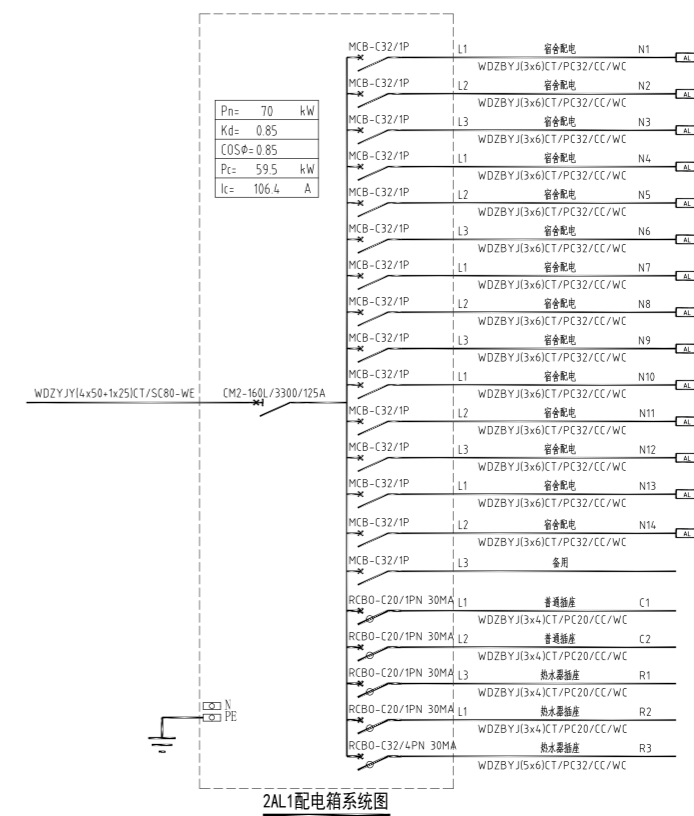 MCB-C32/1P L1 宿舍配电 N1 AL
WDZBYJ(3x6)CT/PC32/CC/WC
MCB-C32/1P L2 宿舍配电 N2 AL
WDZBYJ(3x6)CT/PC32/CC/WC
MCB-C32/1P L3 宿舍配电 N3 AL
WDZBYJ(3x6)CT/PC32/CC/WC
MCB-C32/1P L1 宿舍配电 N4 AL
WDZBYJ(3x6)CT/PC32/CC/WC
MCB-C32/1P L2 宿舍配电 N5 AL
WDZBYJ(3x6)CT/PC32/CC/WC
MCB-C32/1P L3 宿舍配电 N6 AL
WDZBYJ(3x6)CT/PC32/CC/WC
MCB-C32/1P L1 宿舍配电 N7 AL
WDZBYJ(3x6)CT/PC32/CC/WC
MCB-C32/1P L2 宿舍配电 N8 AL
WDZBYJ(3x6)CT/PC32/CC/WC
MCB-C32/1P L3 宿舍配电 N9 AL
WDZBYJ(3x6)CT/PC32/CC/WC
MCB-C32/1P L1 宿舍配电 N10 AL
WDZBYJ(3x6)CT/PC32/CC/WC
MCB-C32/1P L2 宿舍配电 N11 AL
WDZBYJ(3x6)CT/PC32/CC/WC
MCB-C32/1P L3 宿舍配电 N12 AL
WDZBYJ(3x6)CT/PC32/CC/WC
MCB-C32/1P L1 宿舍配电 N13 AL
WDZBYJ(3x6)CT/PC32/CC/WC
MCB-C32/1P L2 宿舍配电 N14 AL
WDZBYJ(3x6)CT/PC32/CC/WC
MCB-C32/1P L3 备用
RCBO-C20/1PN 30MA L1 普通插座 C1
WDZBYJ(3x4)CT/PC20/CC/WC
RCBO-C20/1PN 30MA L2 普通插座 C2
WDZBYJ(3x4)CT/PC20/CC/WC
RCBO-C20/1PN 30MA L3 热水器插座 R1
WDZBYJ(3x4)CT/PC20/CC/WC
RCBO-C20/1PN 30MA L1 热水器插座 R2
WDZBYJ(3x4)CT/PC20/CC/WC
RCBO-C32/4PN 30MA 热水器插座 R3
WDZBYJ(5x6)CT/PC32/CC/WC
Pn= 70 kW
Kd= 0.85
COSΦ= 0.85
Pc= 59.5 kW
Ic= 106.4 A
WDZYJY(4x50+1x25)CT/SC80-WE CM2-160L/3300/125A
N
PE
2AL1配电箱系统图